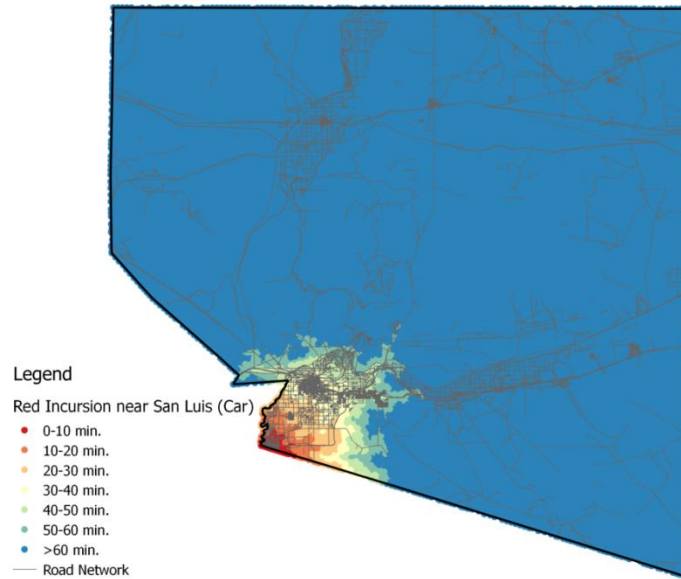 Legend
Red Incursion near San Luis (Car)
0-10 min.
10-20 min.
20-30 min.
30-40 min.
40-50 min.
50-60 min.
>60 min.
Road Network